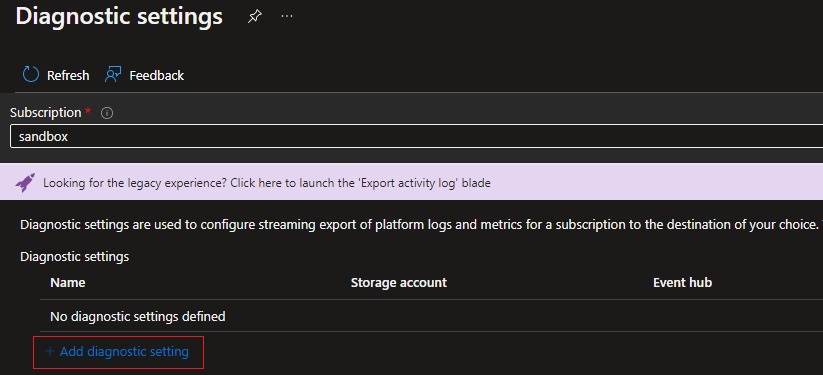 Diagnostic settings
Refresh Feedback
Subscription *
sandbox
Looking for the legacy experience? Click here to launch the 'Export activity log' blade
Diagnostic settings are used to configure streaming export of platform logs and metrics for a subscription to the destination of your choice.
Diagnostic settings
Name Storage account Event hub
No diagnostic settings defined
+ Add diagnostic setting